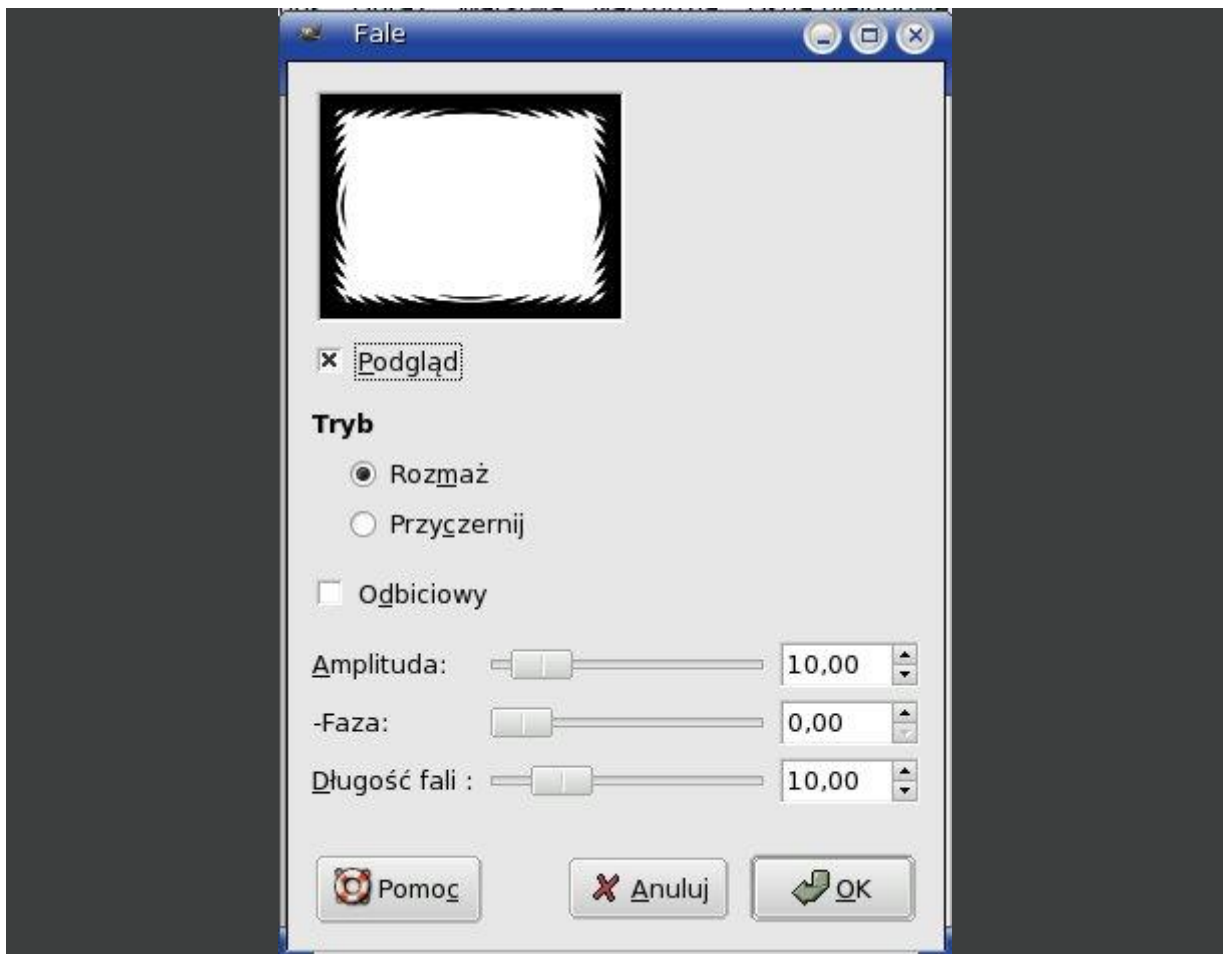 Fale
Podgląd
Tryb
Rozmaż
Przyczernij
Odbiciowy
Amplituda: 10,00
-Faza: 0,00
Długość fali : 10,00
Pomoc Anuluj OK